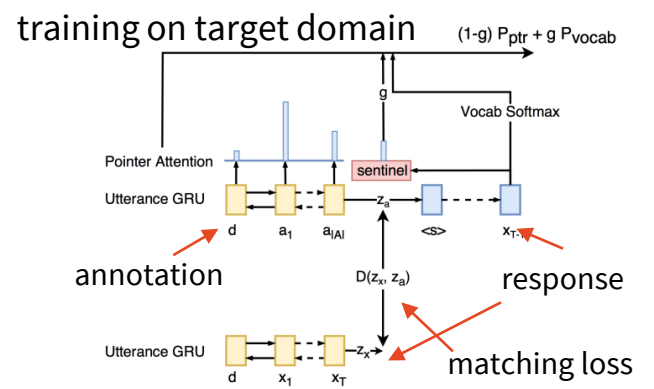 training on target domain
(1-g) Pptr + g Pvocab
g
Vocab Softmax
Pointer Attention
sentinel
Utterance GRU
za
d a1 a|A| <s> xT-1
annotation
D(zx, za)
response
Utterance GRU
zx
matching loss
d x1 xT